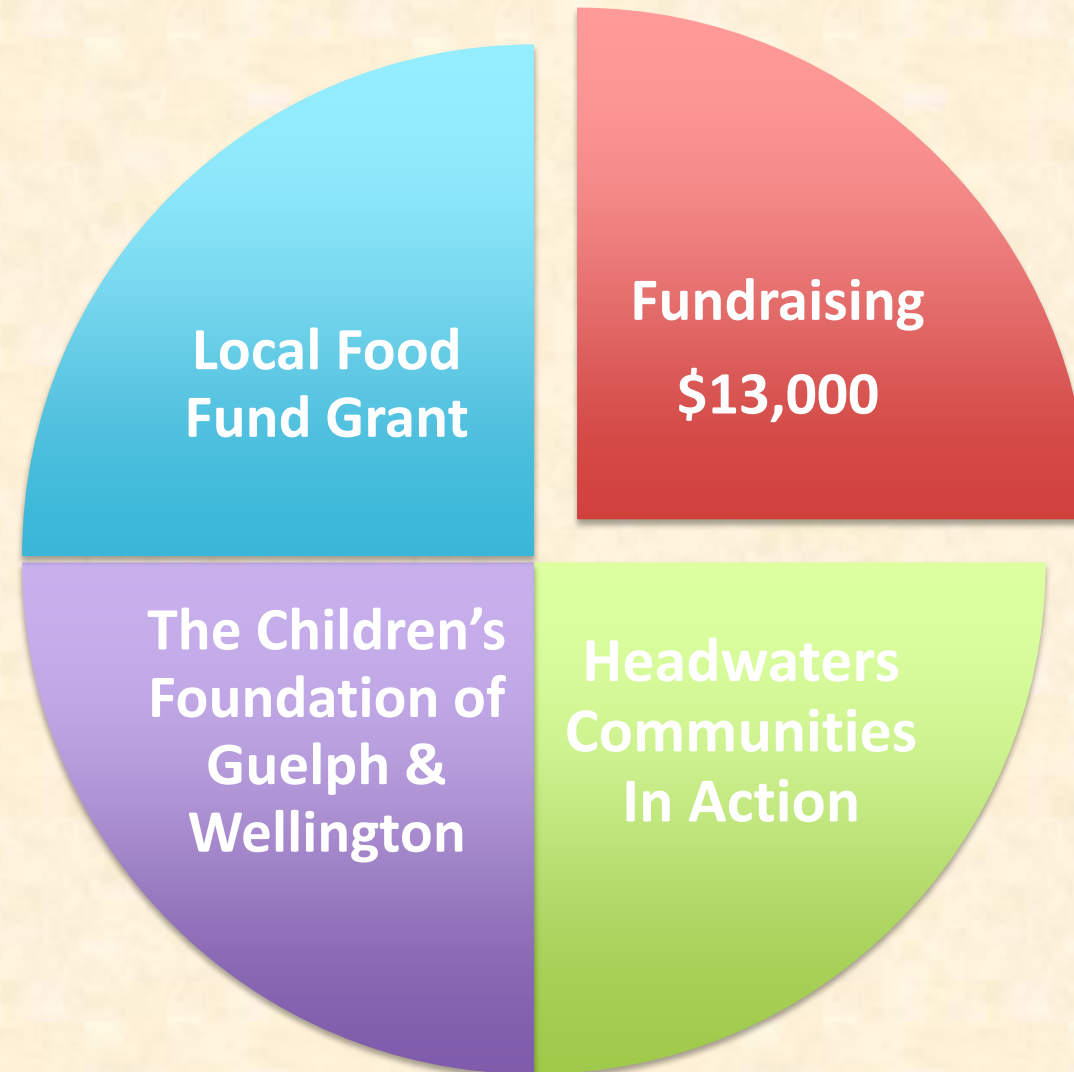 Local Food
Fund Grant
Fundraising
$13,000
The Children’s
Foundation of
Guelph &
Wellington
Headwaters
Communities
In Action